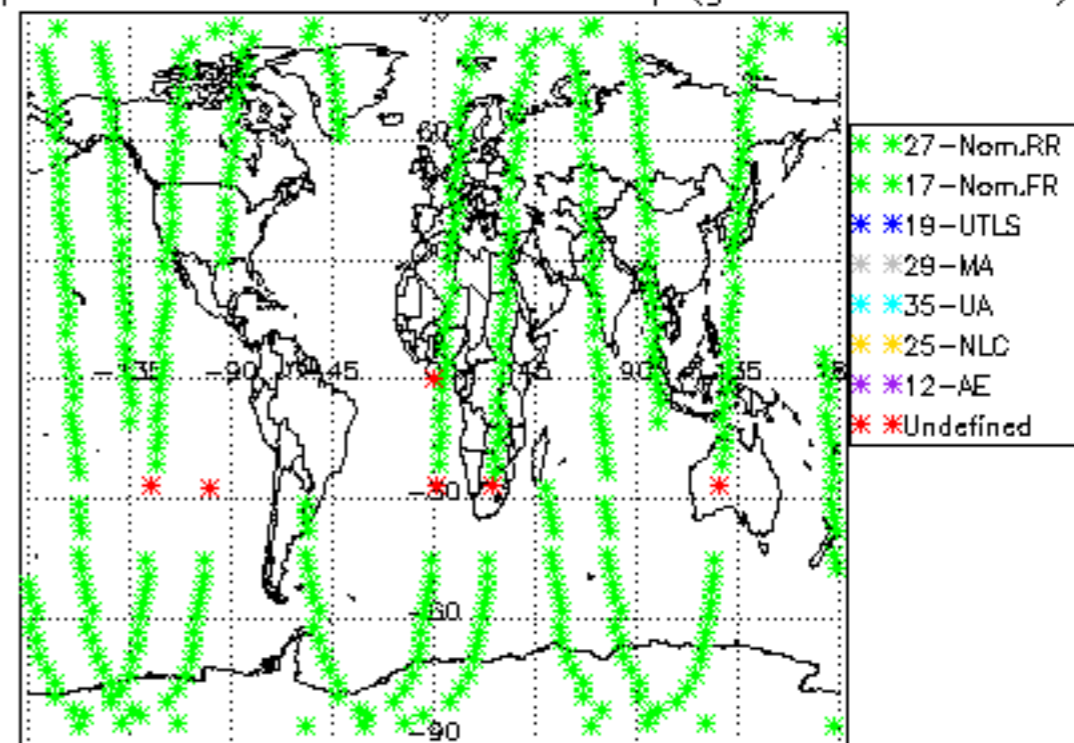 60
-135 -90 45 45 90 135
-60
-90
27-Nom.RR
17-Nom.FR
19-UTLS
29-MA
35-UA
25-NLC
12-AE
Undefined